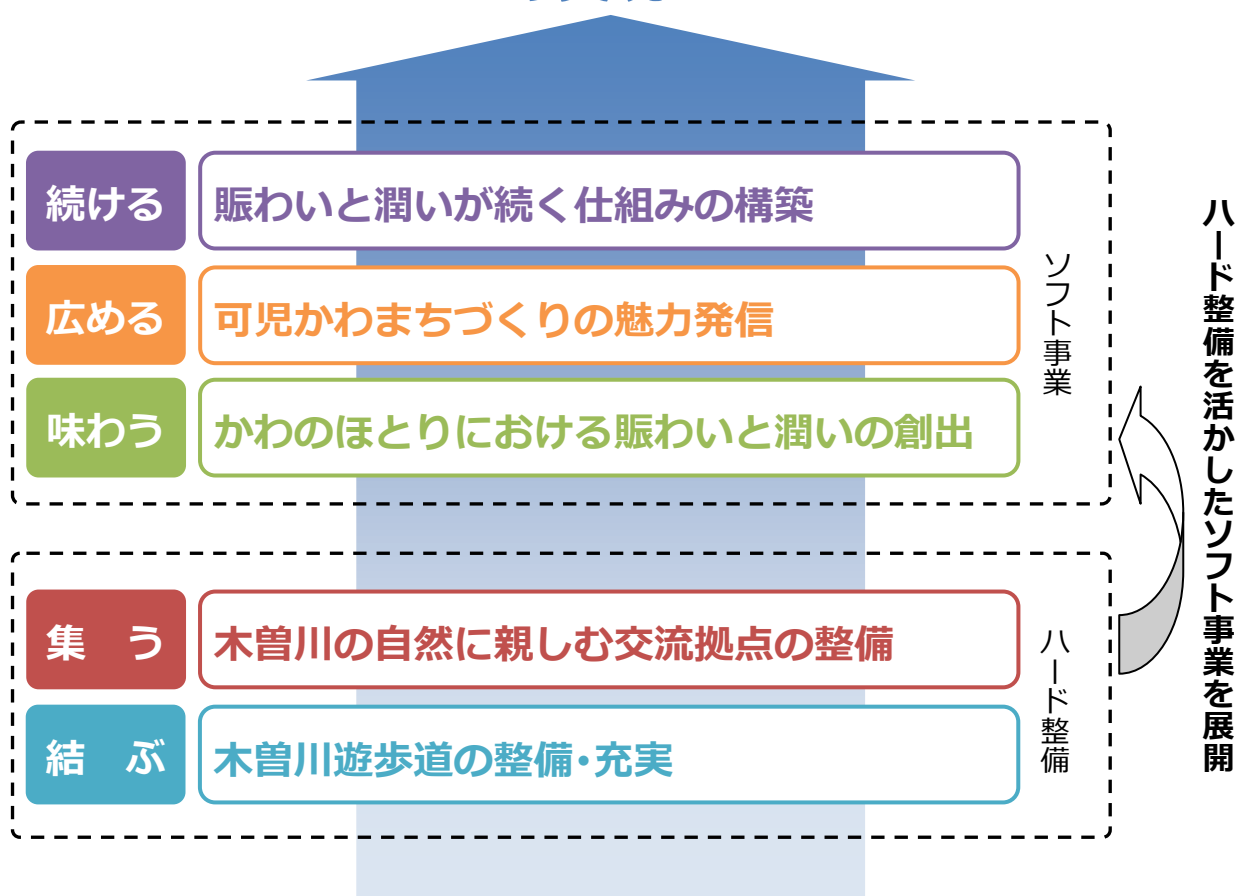 続ける
賑わいと潤いが続く仕組みの構築
広める
可児かわまちづくりの魅力発信
味わう
かわのほとりにおける賑わいと潤いの創出
ソフト事業
集　う
木曽川の自然に親しむ交流拠点の整備
結　ぶ
木曽川遊歩道の整備・充実
ハード整備
ハード整備を活かしたソフト事業を展開